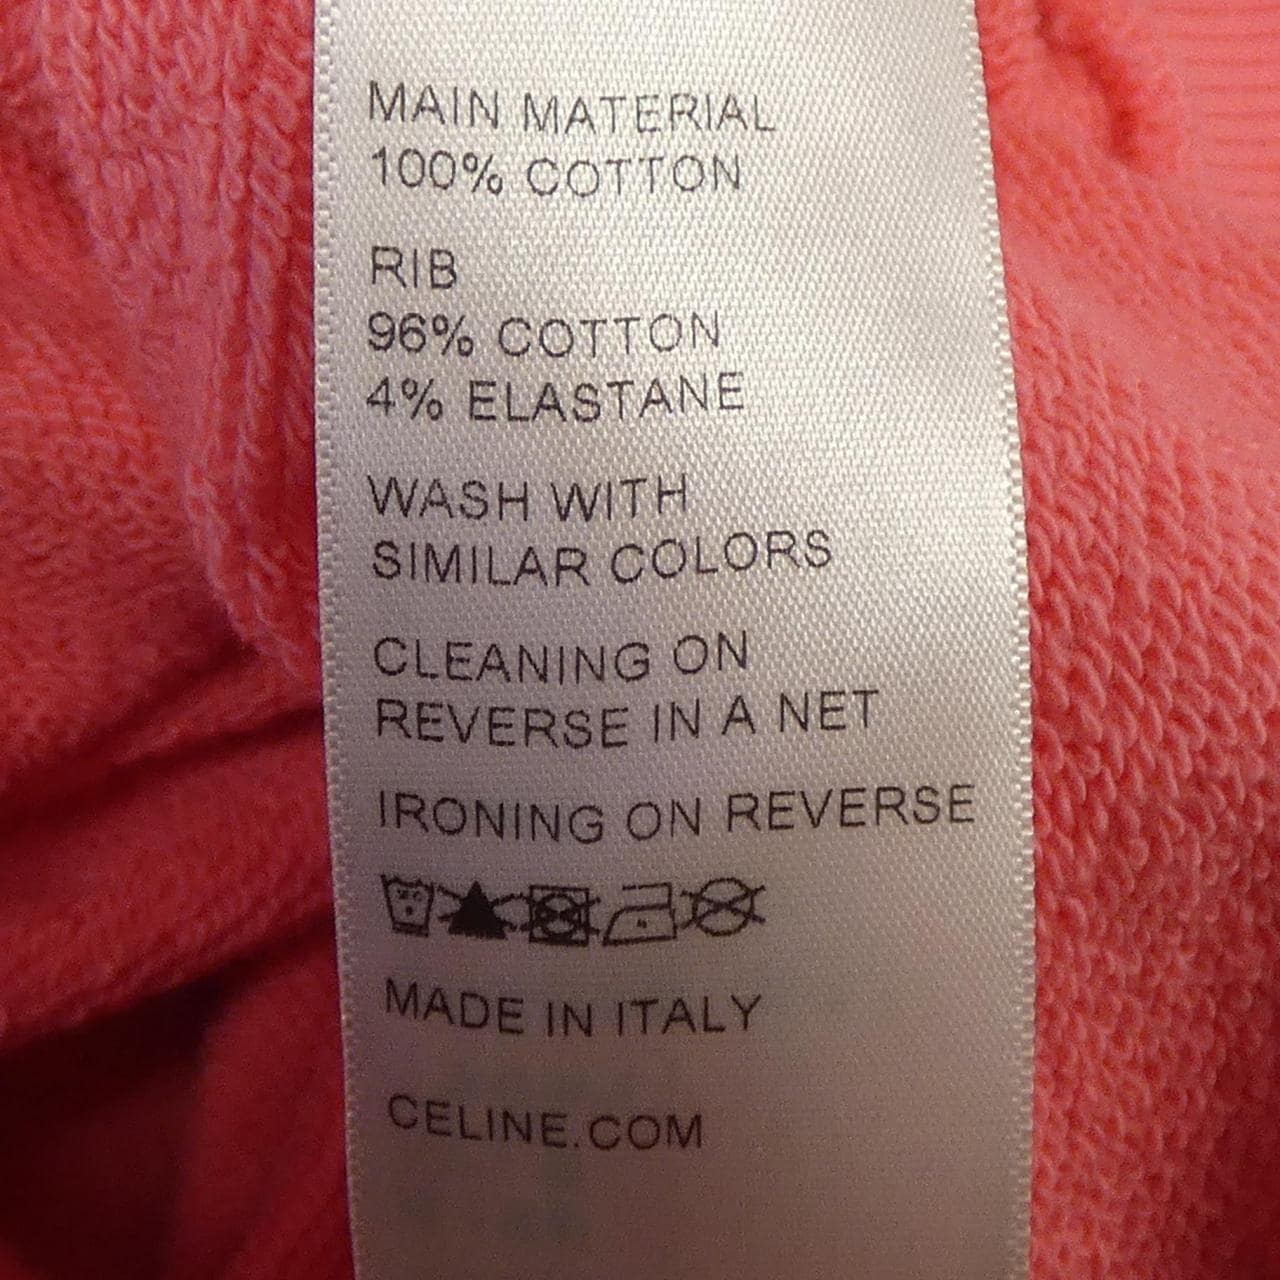 MAIN MATERIAL
100% COTTON
RIB
96% COTTON
4% ELASTANE
WASH WITH
SIMILAR COLORS
CLEANING ON
REVERSE IN A NET
IRONING ON REVERSE
MADE IN ITALY
CELINE.COM